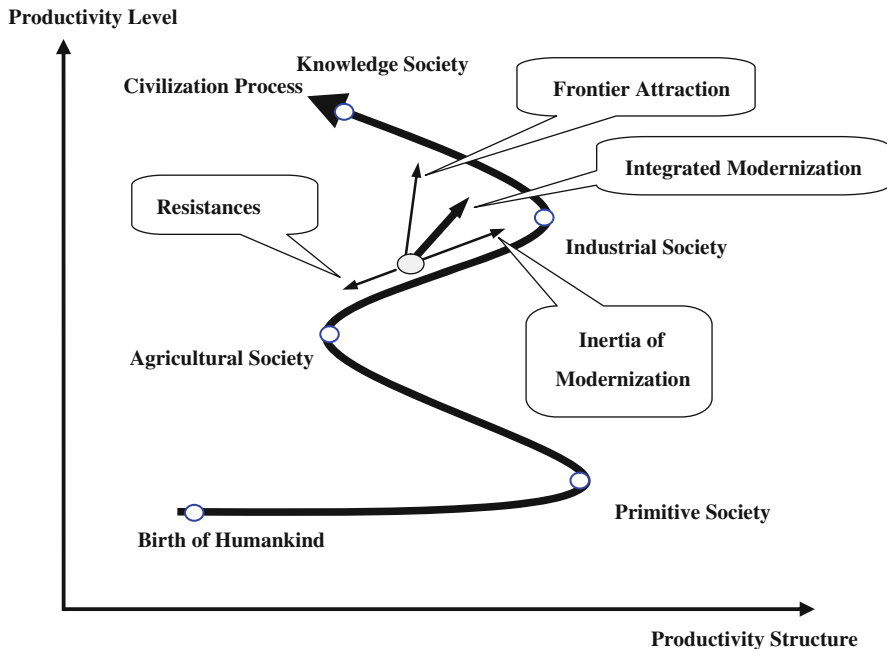 Productivity Level
Knowledge Society
Civilization Process
Frontier Attraction
Integrated Modernization
Resistances
Industrial Society
Inertia of
Modernization
Agricultural Society
Primitive Society
Birth of Humankind
Productivity Structure